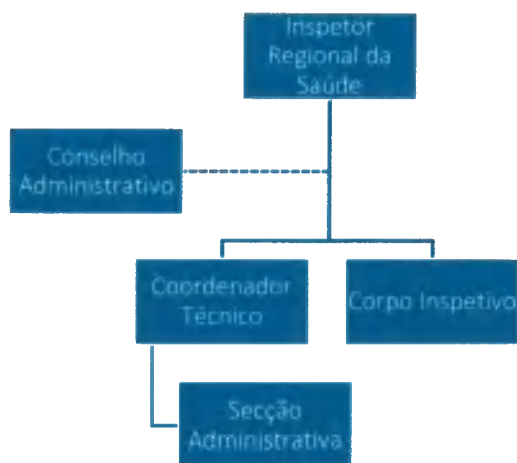 Inspetor
Regional da
Saúde
Conselho
Administrativo
Coordenador
Técnico
Corpo Inspetivo
Secção
Administrativa